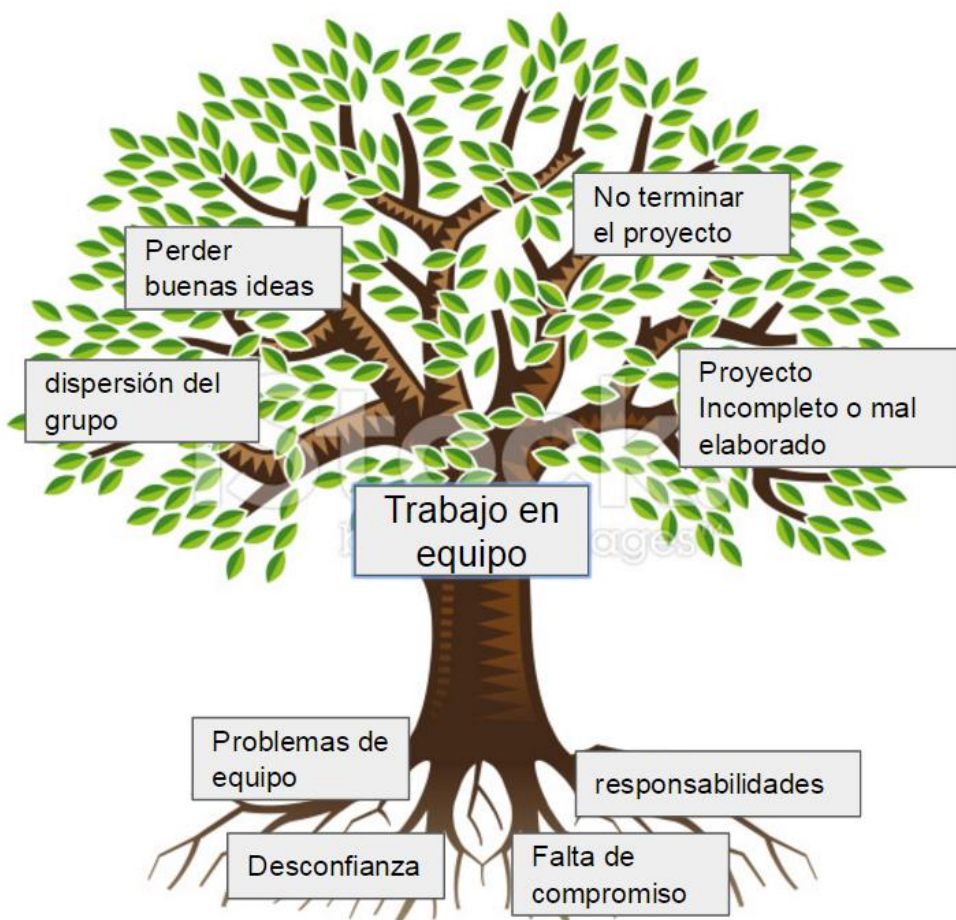 No terminar
el proyecto
Perder
buenas ideas
dispersión del
grupo
Proyecto
Incompleto o mal
elaborado
Trabajo en
equipo
Problemas de
equipo
responsabilidades
Desconfianza
Falta de
compromiso